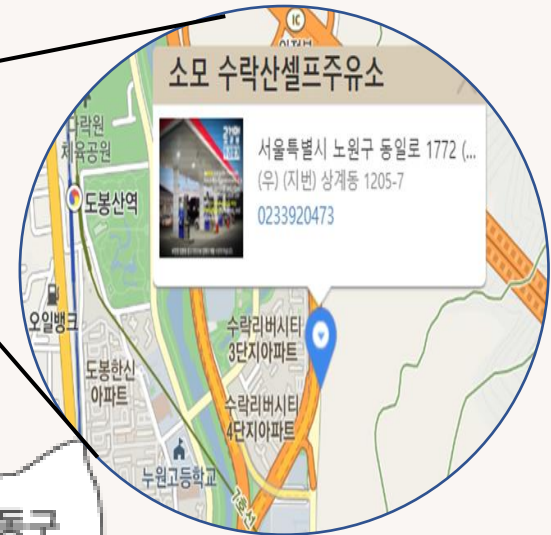 IC
소모 수락산셀프주유소
서울특별시 노원구 동일로 1772 (...
(우) (지번) 상계동 1205-7
0233920473
다락원
체육공원
도봉산역
오일뱅크
수락리버시티
3단지아파트
도봉한신
아파트
수락리버시티
4단지아파트
누원고등학교
7호선
동구